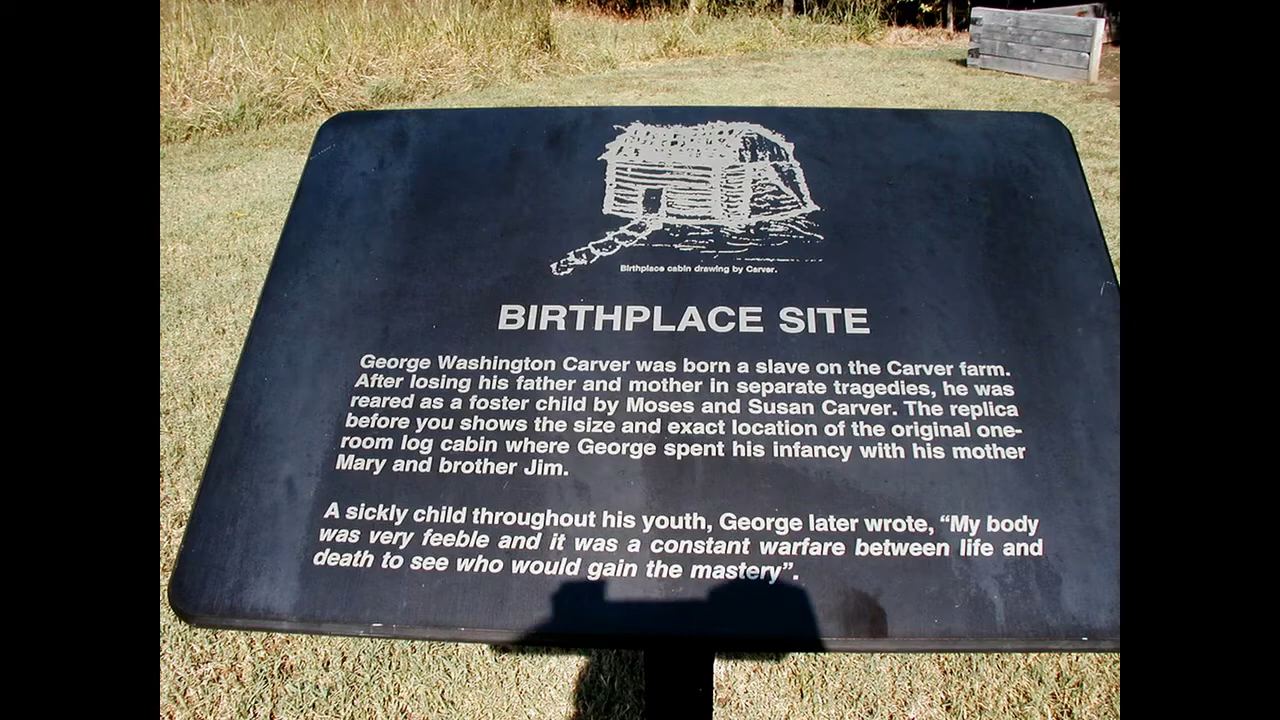 Birthplace cabin drawing by Carver.
BIRTHPLACE SITE
George Washington Carver was born a slave on the Carver farm.
After losing his father and mother in separate tragedies, he was
reared as a foster child by Moses and Susan Carver. The replica
before you shows the size and exact location of the original one-
room log cabin where George spent his infancy with his mother
Mary and brother Jim.
A sickly child throughout his youth, George later wrote, “My body
was very feeble and it was a constant warfare between life and
death to see who would gain the mastery”.